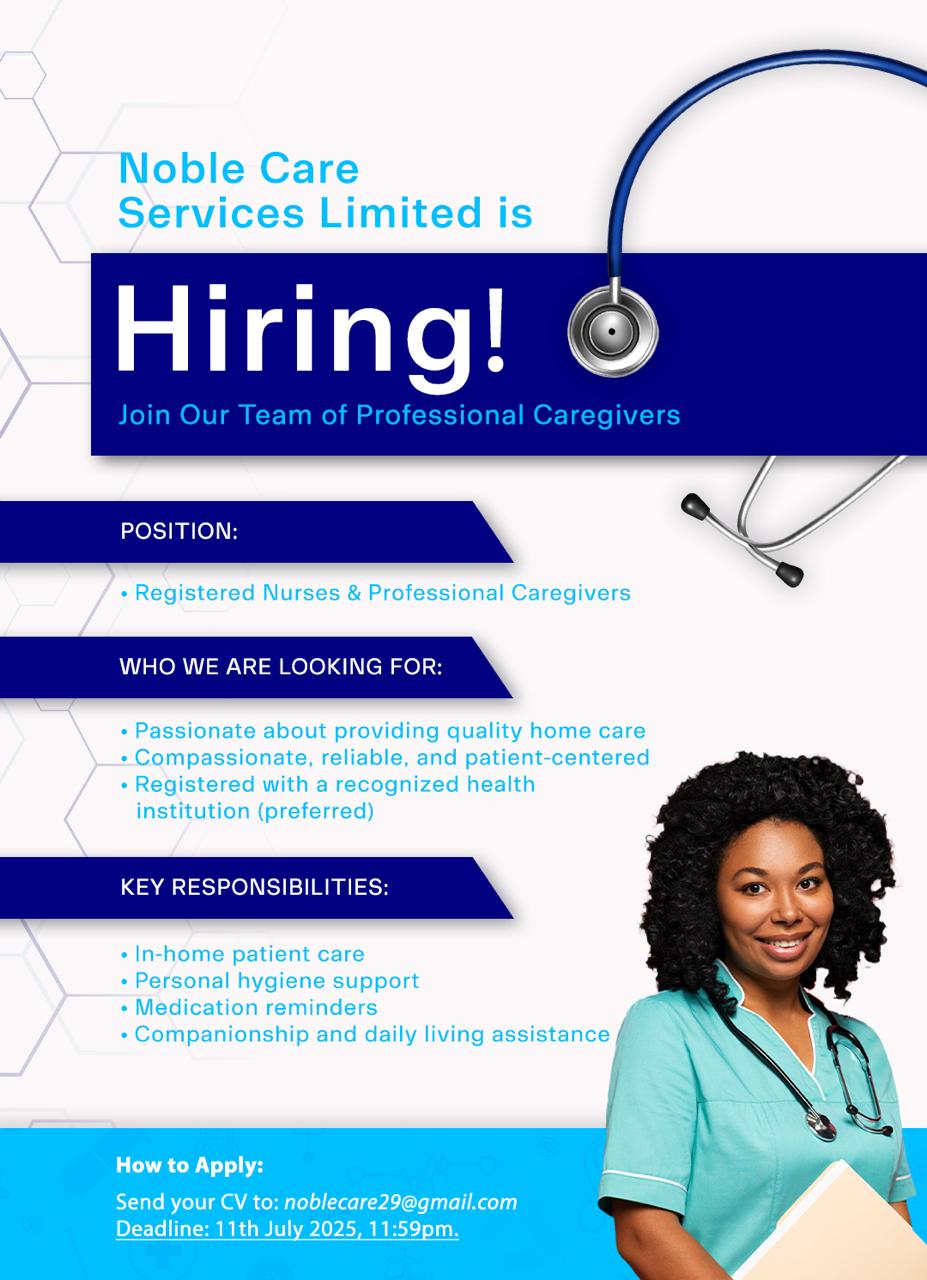 Noble Care
Services Limited is
Hiring!
Join Our Team of Professional Caregivers
POSITION:
• Registered Nurses & Professional Caregivers
WHO WE ARE LOOKING FOR:
• Passionate about providing quality home care
• Compassionate, reliable, and patient-centered
• Registered with a recognized health
institution (preferred)
KEY RESPONSIBILITIES:
• In-home patient care
• Personal hygiene support
• Medication reminders
• Companionship and daily living assistance
How to Apply:
Send your CV to: noblecare29@gmail.com
Deadline: 11th July 2025, 11:59pm.